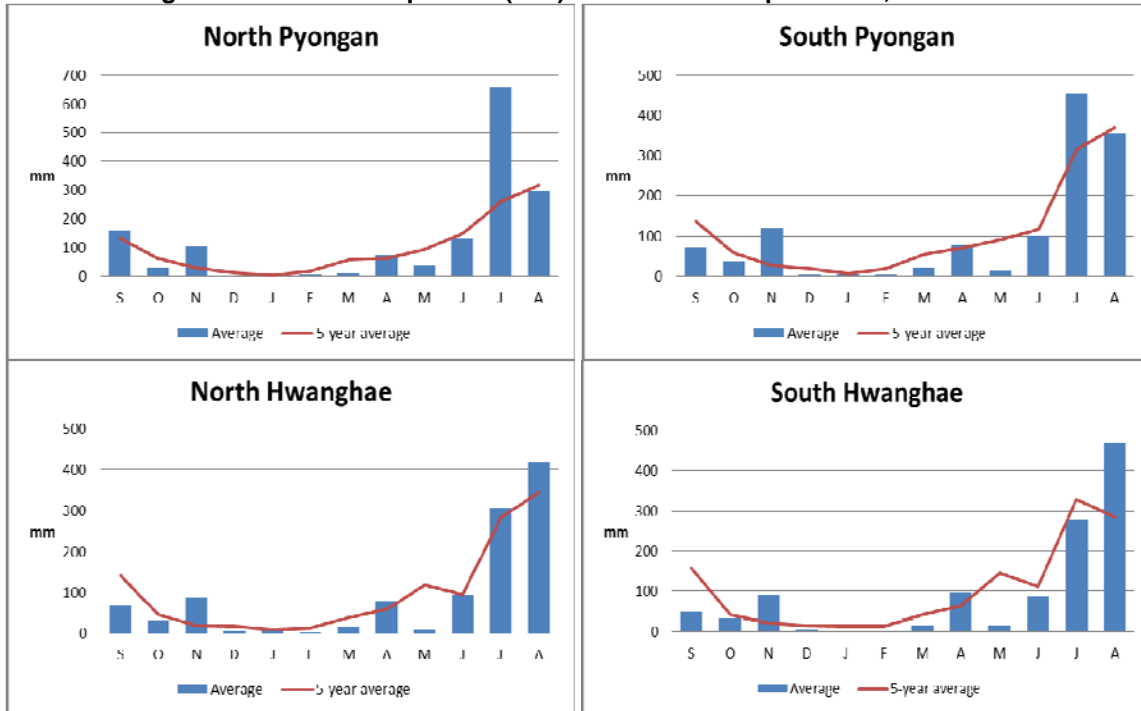 North Pyongan
700
600
500
400
300
200
100
0
mm
S O N D J F M A M J J A
Average 5 year average
South Pyongan
500
400
300
200
100
0
mm
S O N D J F M A M J J A
Average 5 year average
North Hwanghae
500
400
300
200
100
0
mm
S O N D J M A M J J A
Average 5 year average
South Hwanghae
500
400
300
200
100
0
mm
S O N D J F M A M J J A
Average 5-year average